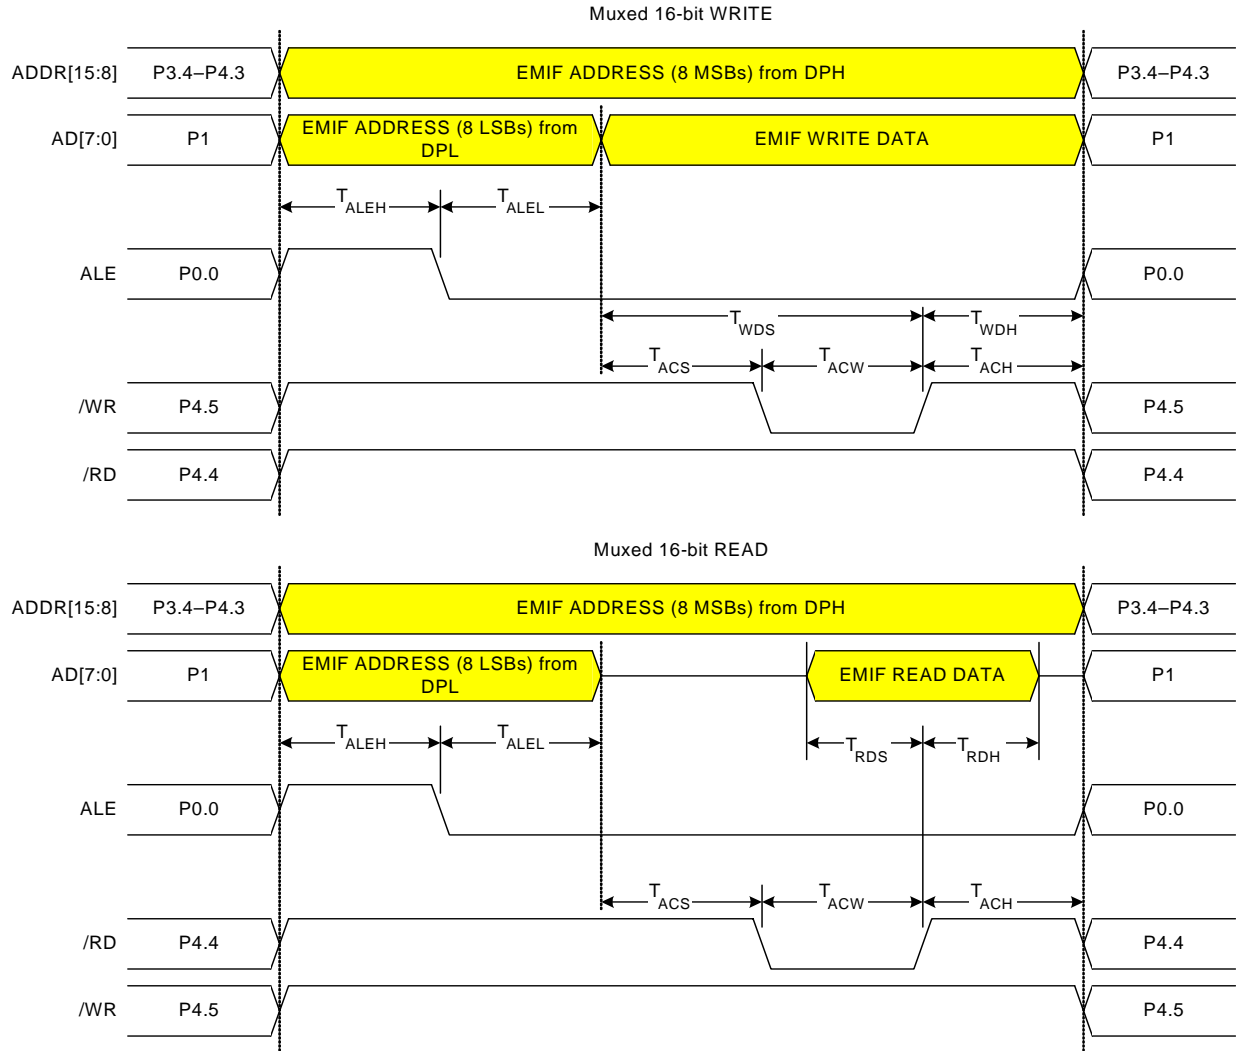 Muxed 16-bit WRITE
ADDR[15:8] P3.4–P4.3 EMIF ADDRESS (8 MSBs) from DPH P3.4–P4.3
EMIF ADDRESS (8 LSBs) from
AD[7:0] P1 DPL EMIF WRITE DATA P1
TALEH TALEL
ALE P0.0 P0.0
TWDS TWDH
TACS TACW TACH
/WR P4.5 P4.5
/RD P4.4 P4.4
Muxed 16-bit READ
ADDR[15:8] P3.4–P4.3 EMIF ADDRESS (8 MSBs) from DPH P3.4–P4.3
EMIF ADDRESS (8 LSBs) from
AD[7:0] P1 DPL EMIF READ DATA P1
TALEH TALEL TRDS TRDH
ALE P0.0 P0.0
TACS TACW TACH
/RD P4.4 P4.4
/WR P4.5 P4.5